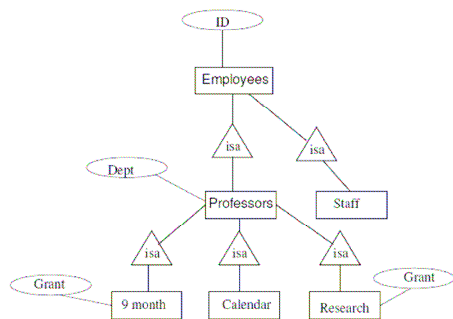 ID
Employees
isa
isa
Dept
Professors
Staff
isa
isa
isa
Grant
Grant
9 month
Calendar
Research